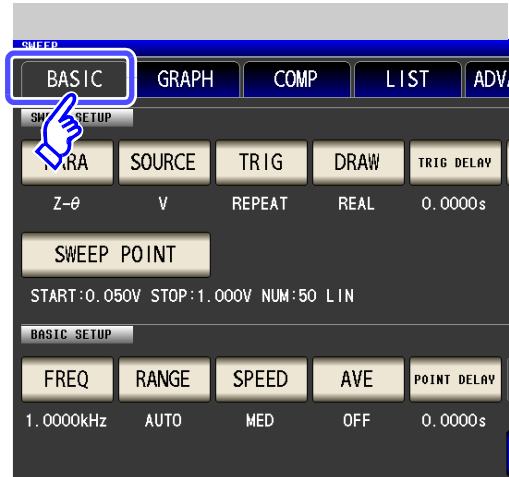 SWEEP
BASIC GRAPH COMP LIST ADV
SWEEP SETUP
PARA SOURCE TRIG DRAW TRIG DELAY
Z-θ V REPEAT REAL 0.0000s
SWEEP POINT
START:0.050V STOP:1.000V NUM:50 LIN
BASIC SETUP
FREQ RANGE SPEED AVE POINT DELAY
1.0000kHz AUTO MED OFF 0.0000s